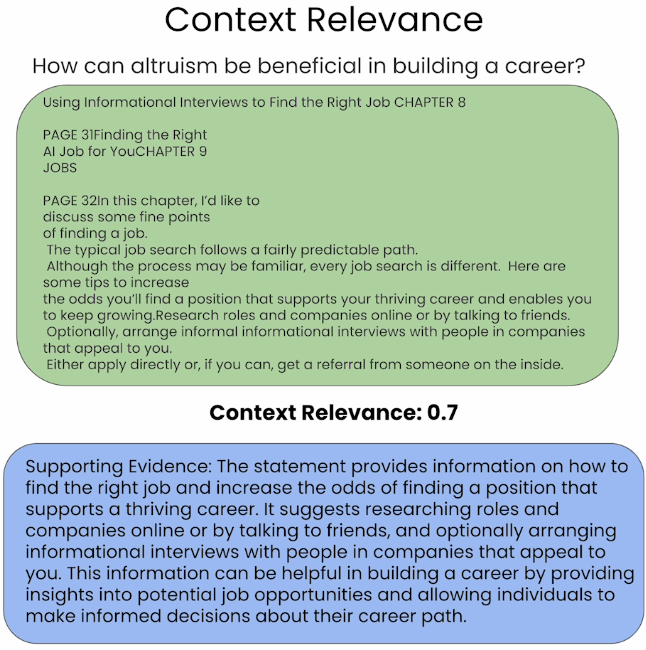 Context Relevance
How can altruism be beneficial in building a career?
Using Informational Interviews to Find the Right Job CHAPTER 8
PAGE 31Finding the Right
AI Job for YouCHAPTER 9
JOBS
PAGE 32In this chapter, I'd like to
discuss some fine points
of finding a job.
The typical job search follows a fairly predictable path.
Although the process may be familiar, every job search is different.  Here are
some tips to increase
the odds you'll find a position that supports your thriving career and enables you
to keep growing.Research roles and companies online or by talking to friends.
Optionally, arrange informal informational interviews with people in companies
that appeal to you.
Either apply directly or, if you can, get a referral from someone on the inside.
Context Relevance: 0.7
Supporting Evidence: The statement provides information on how to
find the right job and increase the odds of finding a position that
supports a thriving career. It suggests researching roles and
companies online or by talking to friends, and optionally arranging
informational interviews with people in companies that appeal to
you. This information can be helpful in building a career by providing
insights into potential job opportunities and allowing individuals to
make informed decisions about their career path.